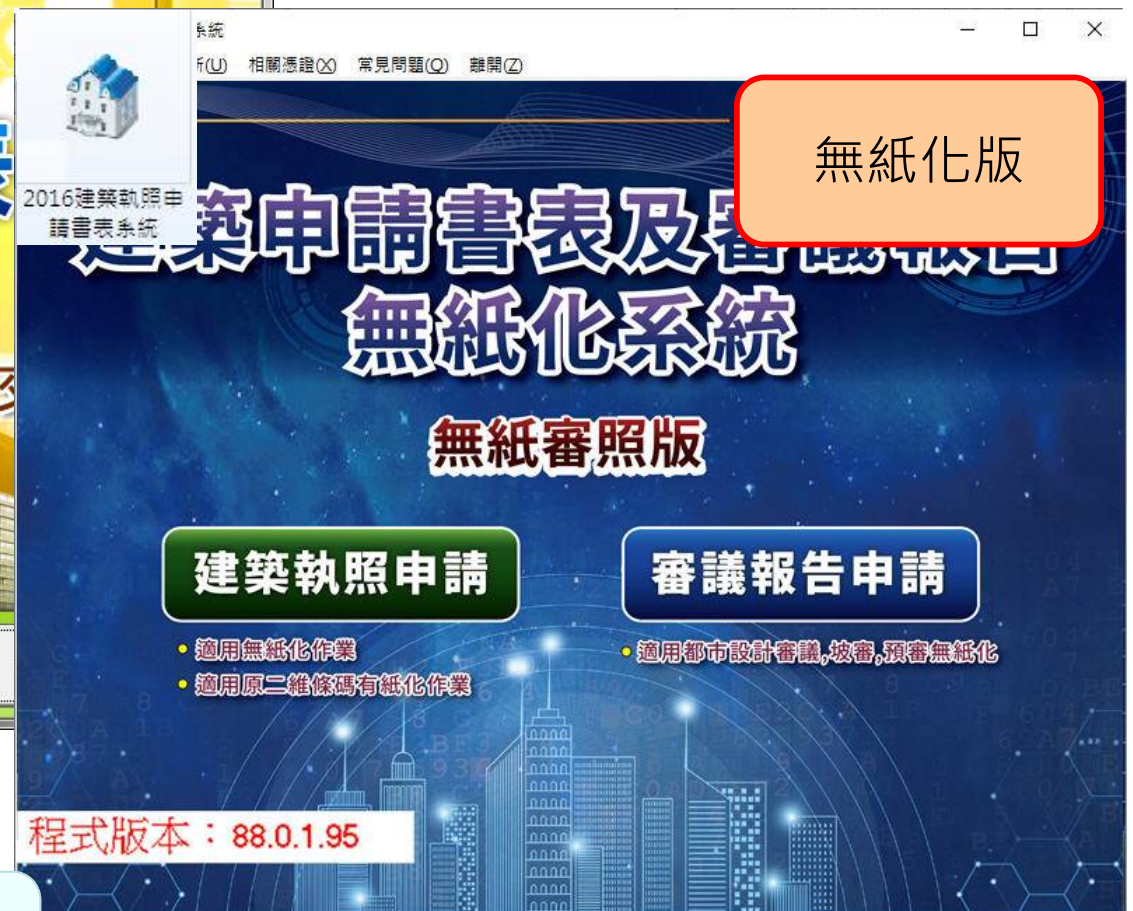 系統
(U) 相關憑證(X) 常見問題(Q) 離開(Z)
2016建築執照申
請書表系統
無紙化版
建築申請書表及審議報告
無紙化系統
無紙審照版
建築執照申請
審議報告申請
適用無紙化作業
適用都市設計審議,坡審,預審無紙化
適用原二維條碼有紙化作業
程式版本：88.0.1.95